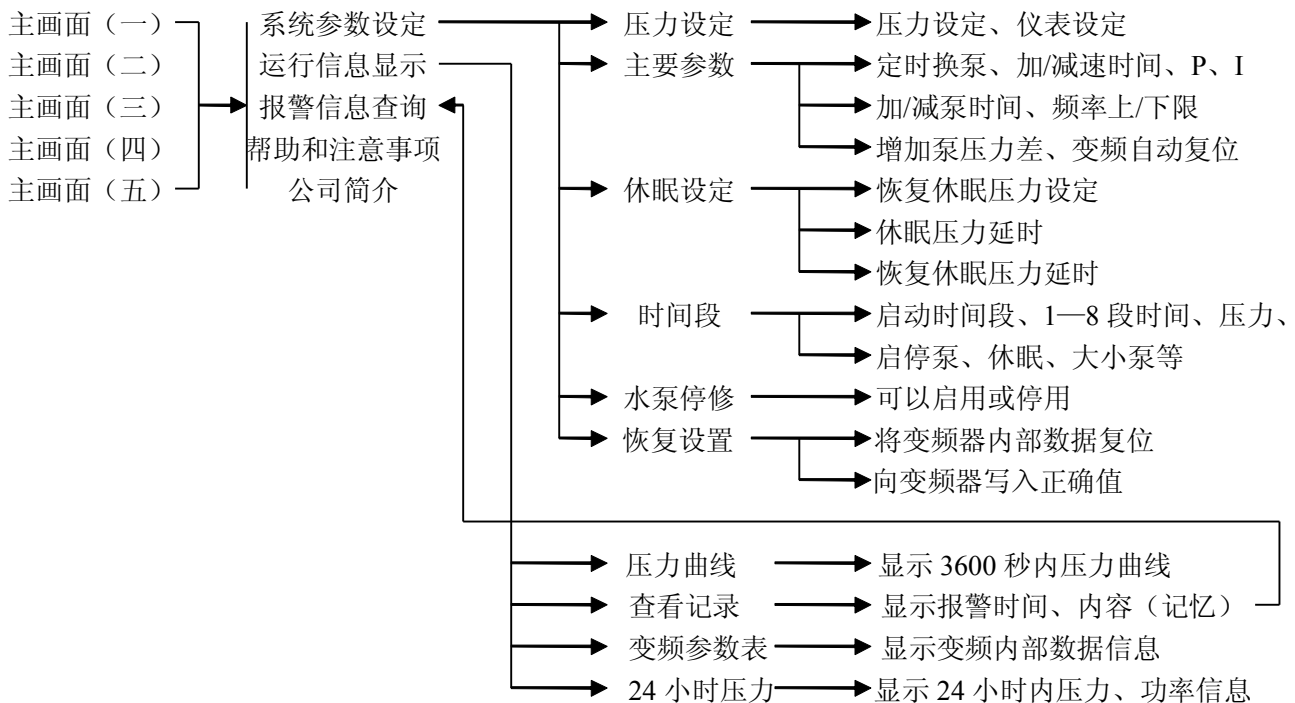 主画面（一） 系统参数设定 压力设定 压力设定、仪表设定
主画面（二） 运行信息显示 主要参数 定时换泵、加/减速时间、P、I
主画面（三） 报警信息查询 加/减泵时间、频率上/下限
主画面（四） 帮助和注意事项 增加泵压力差、变频自动复位
主画面（五） 公司简介 休眠设定 恢复休眠压力设定
休眠压力延时
恢复休眠压力延时
时间段 启动时间段、1—8 段时间、压力、
启停泵、休眠、大小泵等
水泵停修 可以启用或停用
恢复设置 将变频器内部数据复位
向变频器写入正确值
压力曲线 显示 3600 秒内压力曲线
查看记录 显示报警时间、内容（记忆）
变频参数表 显示变频内部数据信息
24 小时压力 显示 24 小时内压力、功率信息